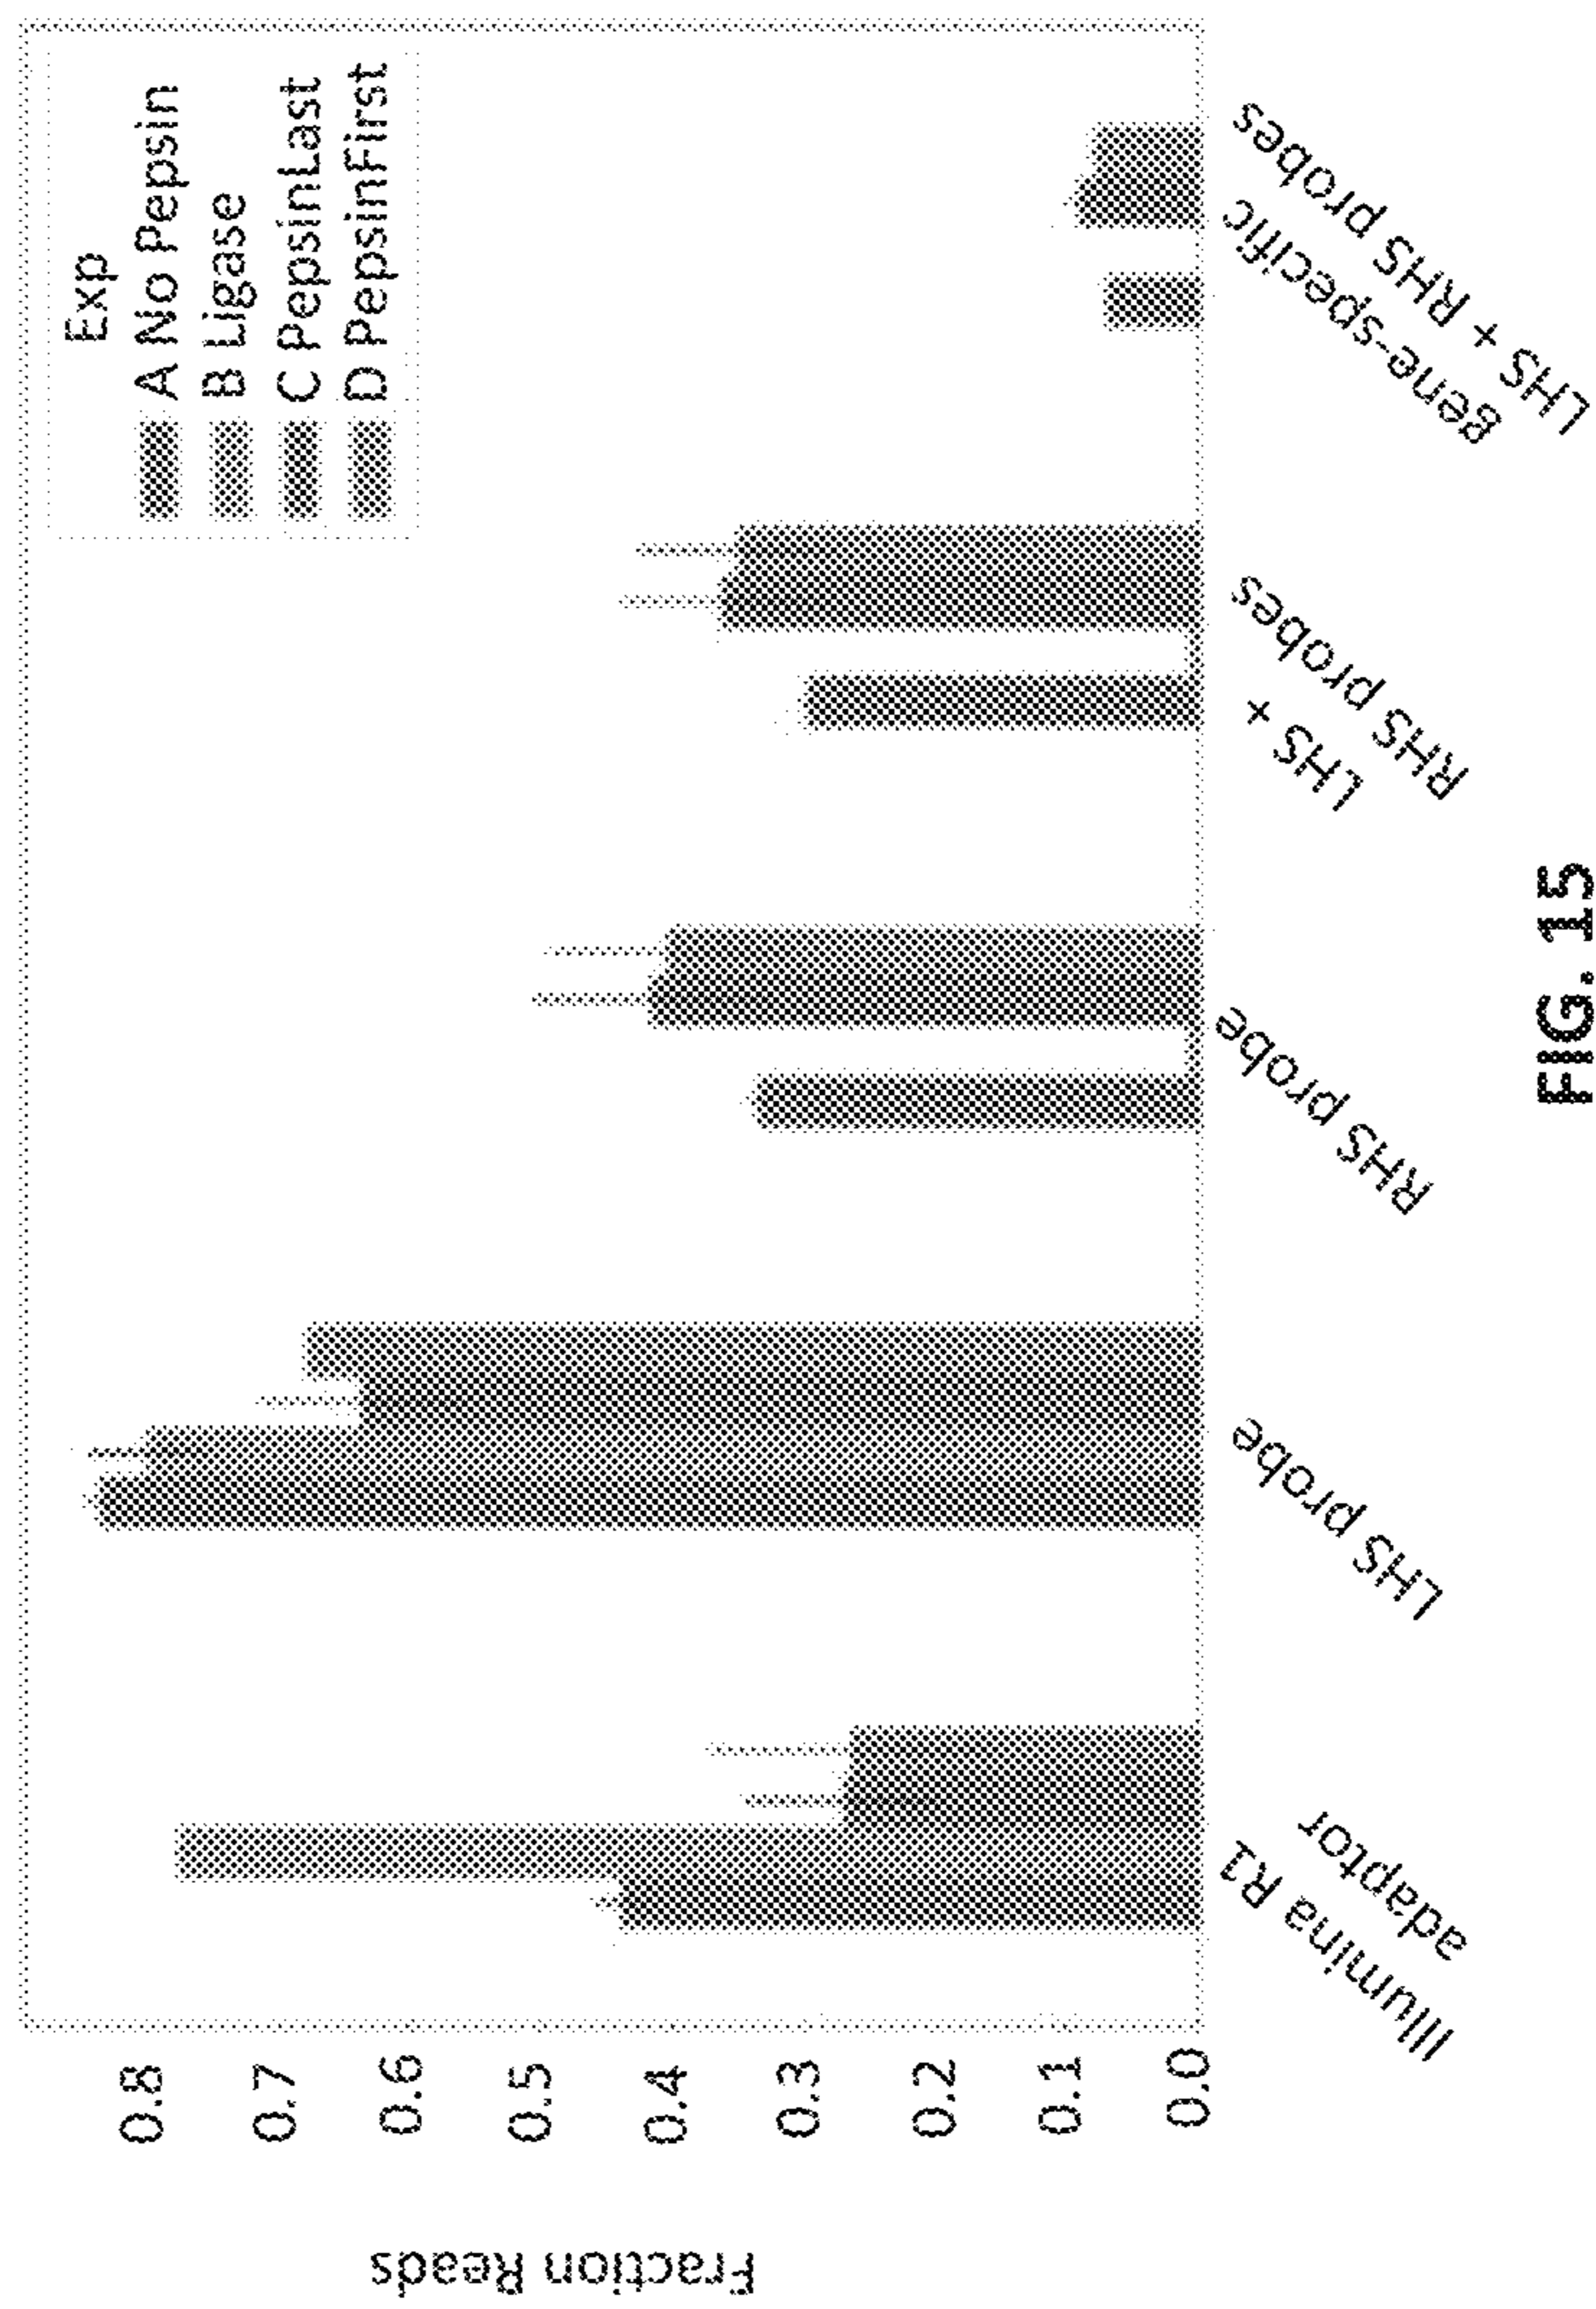 Fraction Reads
0.8
0.7
0.6
0.5
0.4
0.3
0.2
0.1
0.0
Exp
A No Pepsin
B Ligase
C PepsinLast
D PepsinFirst
Illumina R1
adaptor
LHS probe
RHS probe
LHS +
RHS probes
gene-specific
LHS + RHS probes
FIG. 15